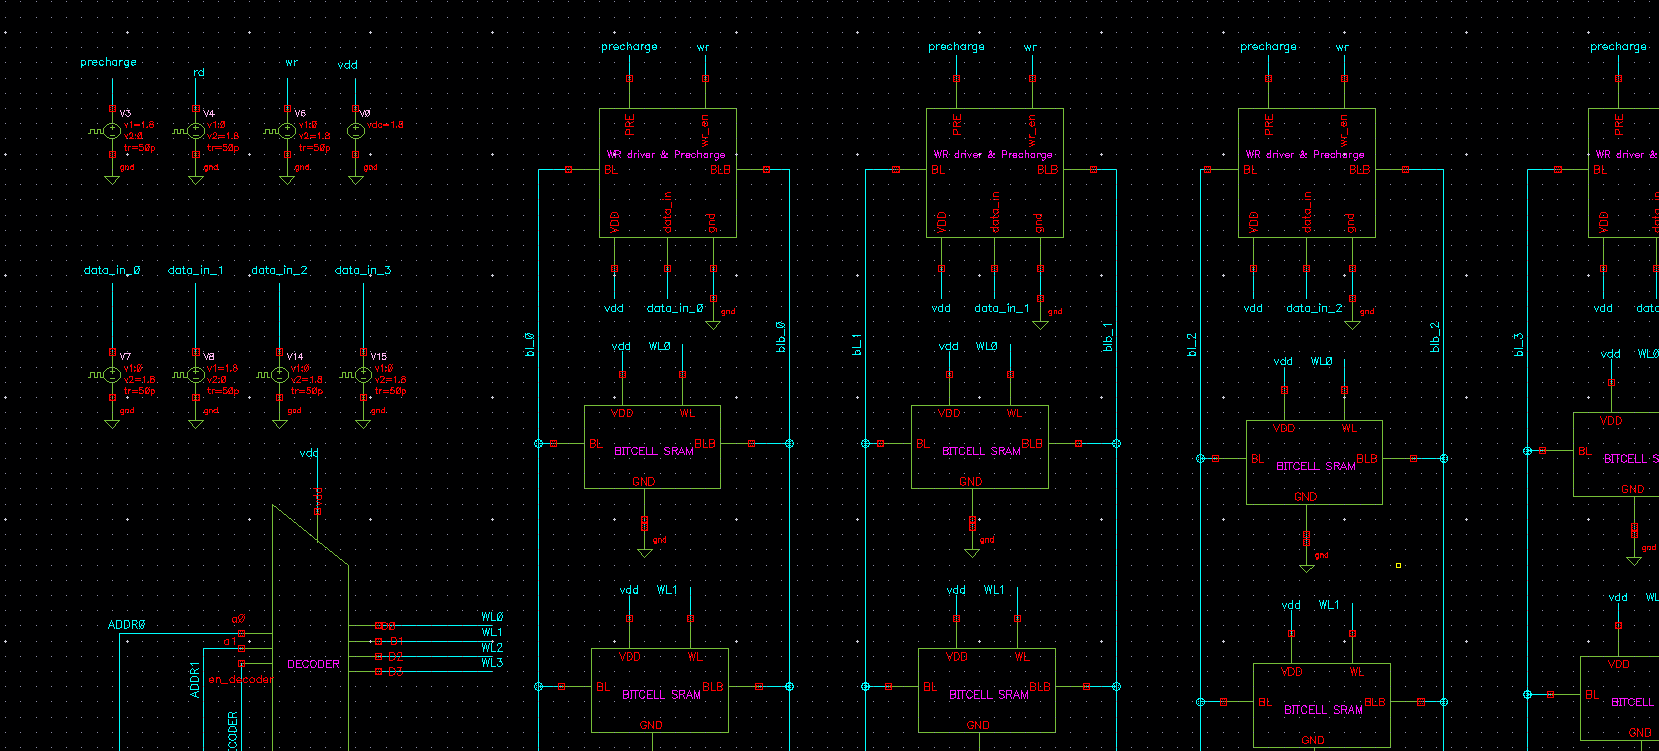 precharge
rd
wr
vdd
V3
v1=1.8
v2:0
tr=50p
gnd
V4
v1:0
v2=1.8
tr=50p
gnd
V6
v1:0
v2=1.8
tr=50p
gnd
V0
vdc=1.8
gnd
data_in_0
data_in_1
data_in_2
data_in_3
V7
v1:0
v2=1.8
tr=50p
gnd
V8
v1=1.8
v2:0
tr=50p
gnd
V14
v1:0
v2=1.8
tr=50p
gnd
V15
v1:0
v2=1.8
tr=50p
gnd
vdd
vdd
ADDR0
a0
a1
ADDR1
en_decoder
CODER
DECODER
D1
D2
D3
WL0
WL1
WL2
WL3
precharge
wr
PRE
wr_en
WR driver & Precharge
BL
BLB
VDD
data_in
gnd
vdd
data_in_0
gnd
bl_0
blb_0
vdd
WL0
VDD
WL
BL
BITCELL SRAM
BLB
GND
gnd
vdd
WL1
VDD
WL
BL
BITCELL SRAM
BLB
GND
precharge
wr
PRE
wr_en
WR driver & Precharge
BL
BLB
VDD
data_in
gnd
vdd
data_in_1
gnd
bl_1
blb_1
vdd
WL0
VDD
WL
BL
BITCELL SRAM
BLB
GND
gnd
vdd
WL1
VDD
WL
BL
BITCELL SRAM
BLB
GND
precharge
wr
PRE
wr_en
WR driver & Precharge
BL
BLB
VDD
data_in
gnd
vdd
data_in_2
gnd
bl_2
blb_2
vdd
WL0
VDD
WL
BL
BITCELL SRAM
BLB
GND
gnd
vdd
WL1
VDD
WL
BL
BITCELL SRAM
BLB
GND
precharge
PRE
WR driver &
BL
VDD
vdd
dat
bl_3
vdd
WL0
VDD
BL
BITCELL S
GND
gnd
vdd
WL
VDD
BL
BITCELL
GND